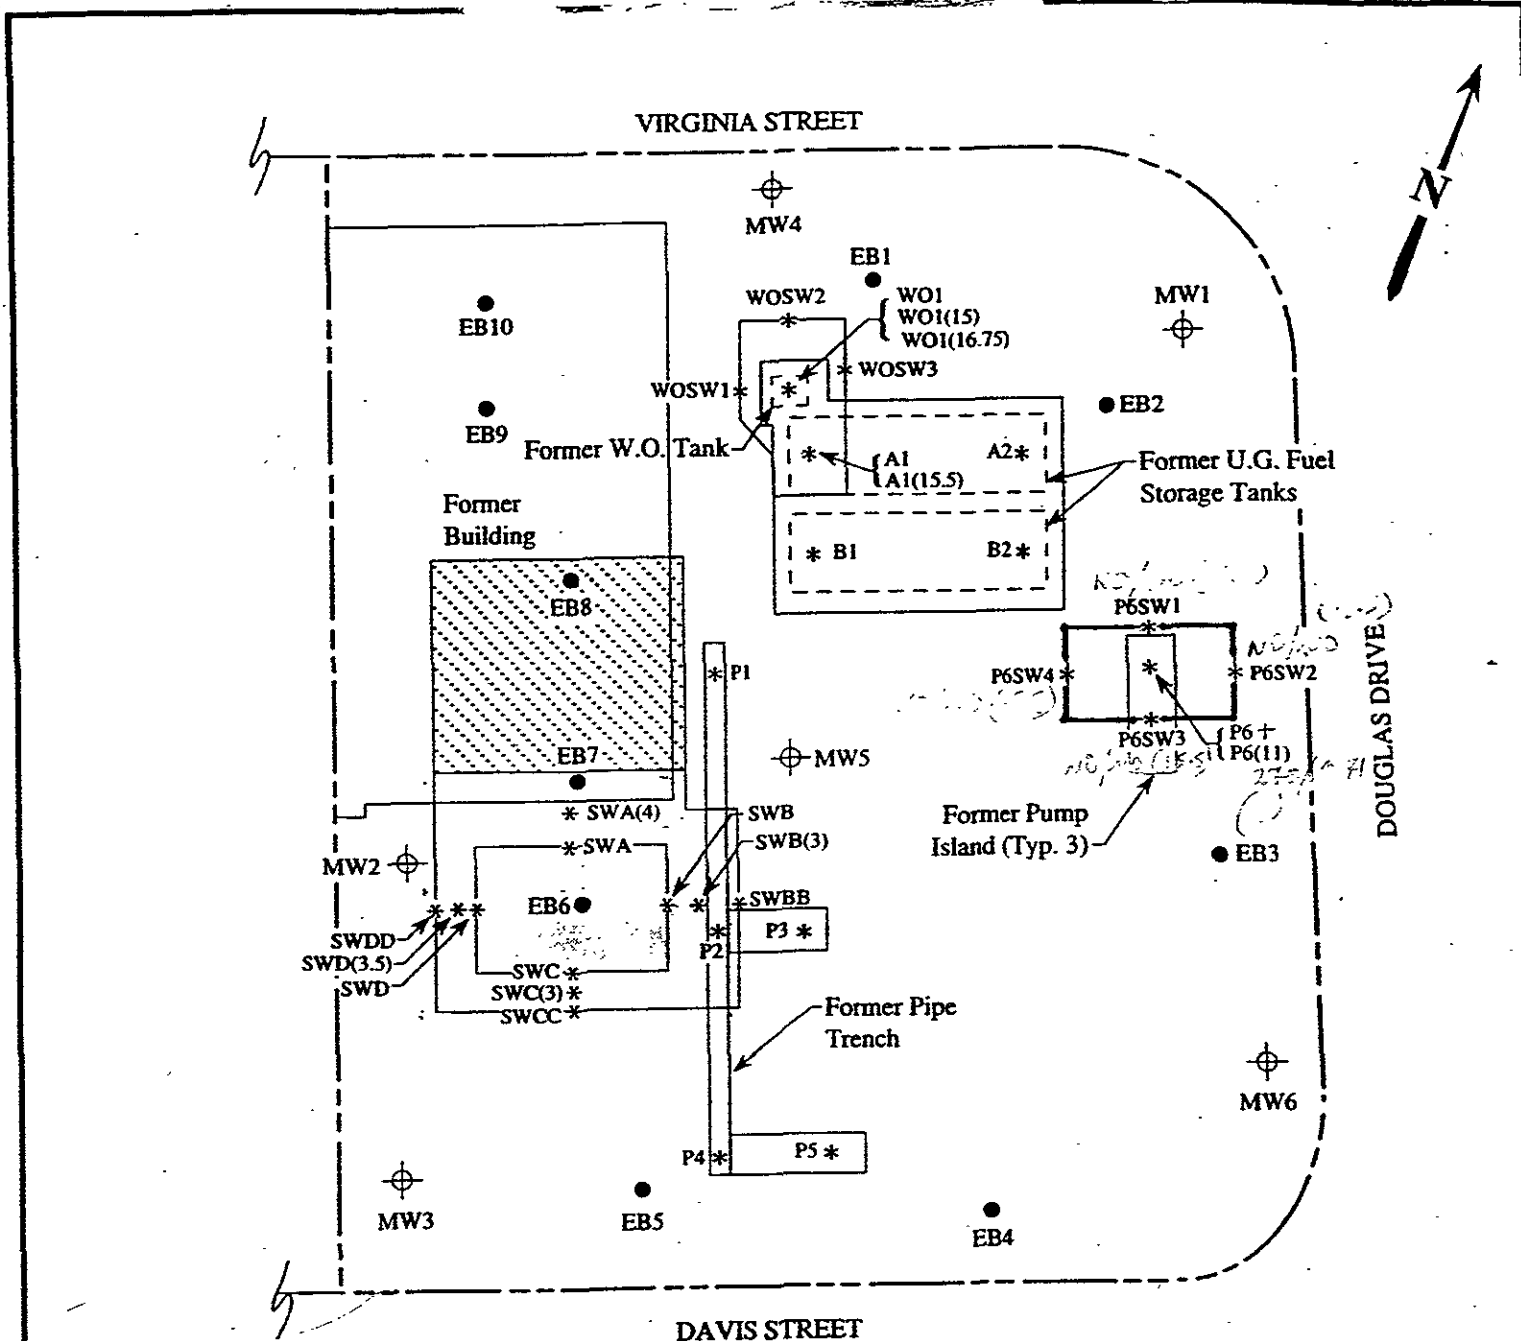 VIRGINIA STREET
N
MW4
EB1
MW1
WOSW2
WO1
WO1(15)
WO1(16.75)
EB10
WOSW1
WOSW3
EB9
EB2
Former W.O. Tank
A1
A1(15.5)
A2
Former U.G. Fuel
Storage Tanks
Former
Building
B1
B2
EB8
P6SW1
P1
P6SW4
P6SW2
P6SW3
P6 +
P6(11)
DOUGLAS DRIVE
EB7
MW5
SWA(4)
SWB
SWA
SWB(3)
Former Pump
Island (Typ. 3)
MW2
EB3
EB6
SWBB
SWDD
P2
P3
SWD(3.5)
SWD
SWC
SWC(3)
SWCC
Former Pipe
Trench
MW6
P4
P5
MW3
EB5
EB4
DAVIS STREET